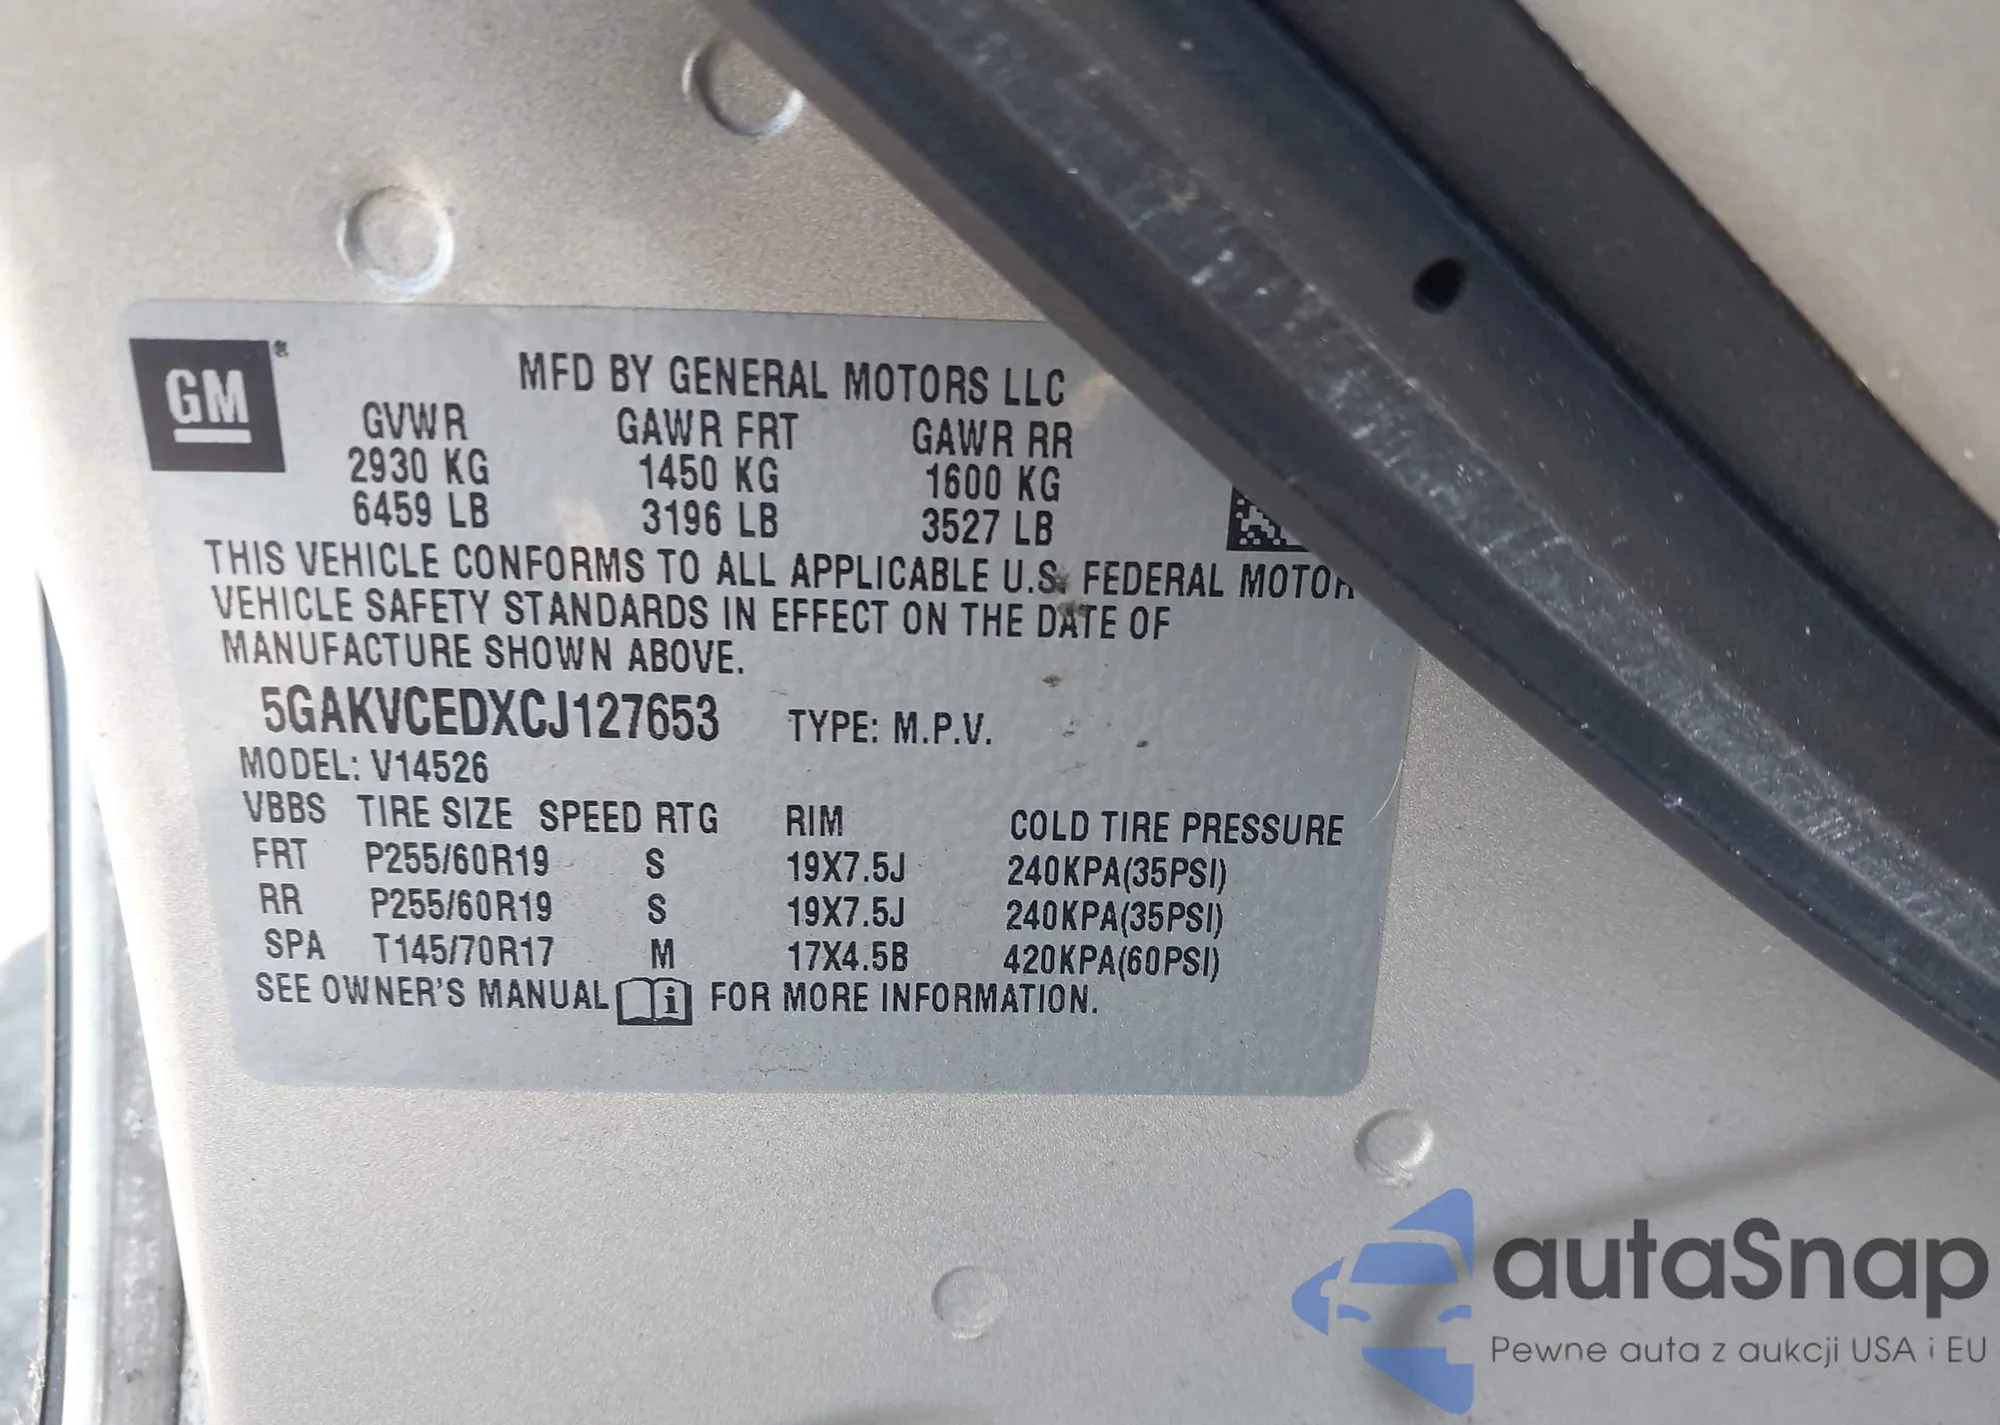 GM
MFD BY GENERAL MOTORS LLC
GVWR GAWR FRT GAWR RR
2930 KG 1450 KG 1600 KG
6459 LB 3196 LB 3527 LB
THIS VEHICLE CONFORMS TO ALL APPLICABLE U.S. FEDERAL MOTOR
VEHICLE SAFETY STANDARDS IN EFFECT ON THE DATE OF
MANUFACTURE SHOWN ABOVE.
5GAKVCEDXCJ127653 TYPE: M.P.V.
MODEL: V14526
VBBS TIRE SIZE SPEED RTG RIM COLD TIRE PRESSURE
FRT P255/60R19 S 19X7.5J 240KPA(35PSI)
RR P255/60R19 S 19X7.5J 240KPA(35PSI)
SPA T145/70R17 M 17X4.5B 420KPA(60PSI)
SEE OWNER'S MANUAL i FOR MORE INFORMATION.
autaSnap
Pewne auta z aukcji USA i EU